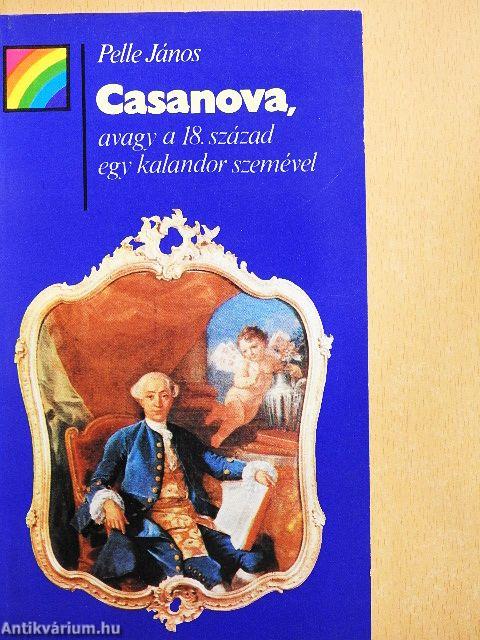 Pelle János
Casanova,
avagy a 18. század
egy kalandor szemével
Antikvárium.hu